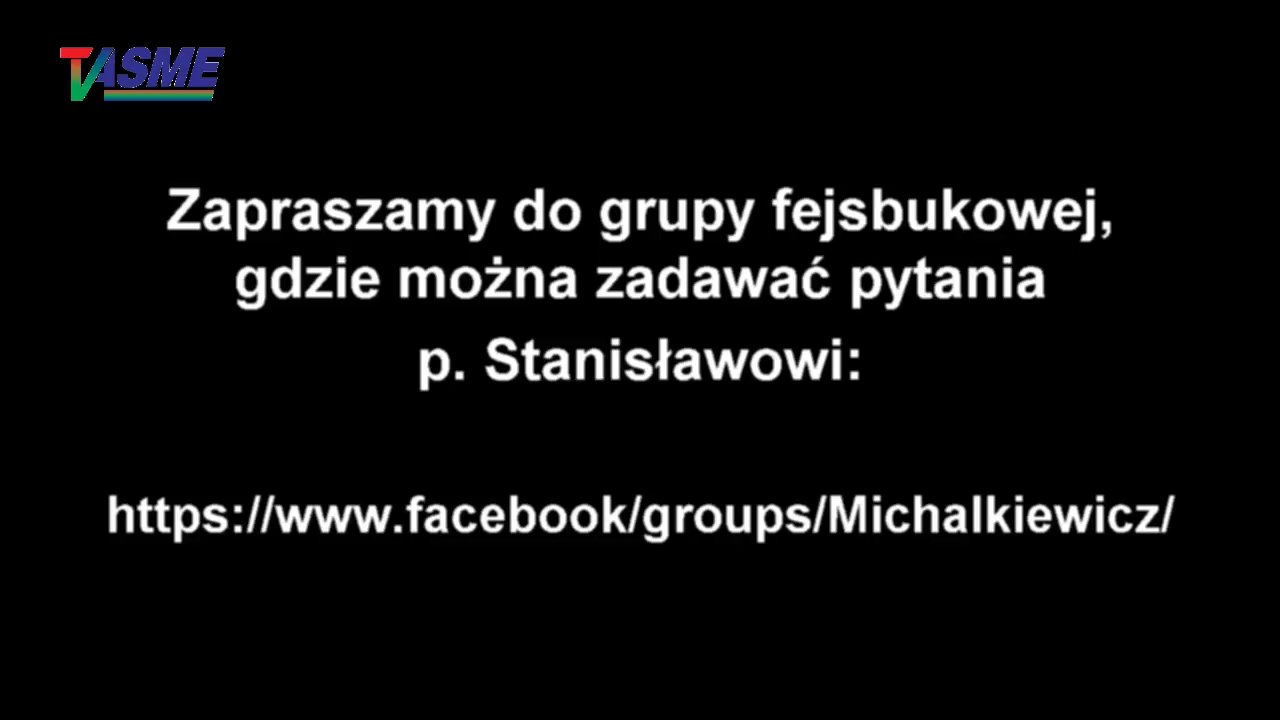 TASME
Zapraszamy do grupy fejsbukowej,
gdzie można zadawać pytania
p. Stanisławowi:
https://www.facebook/groups/Michalkiewicz/